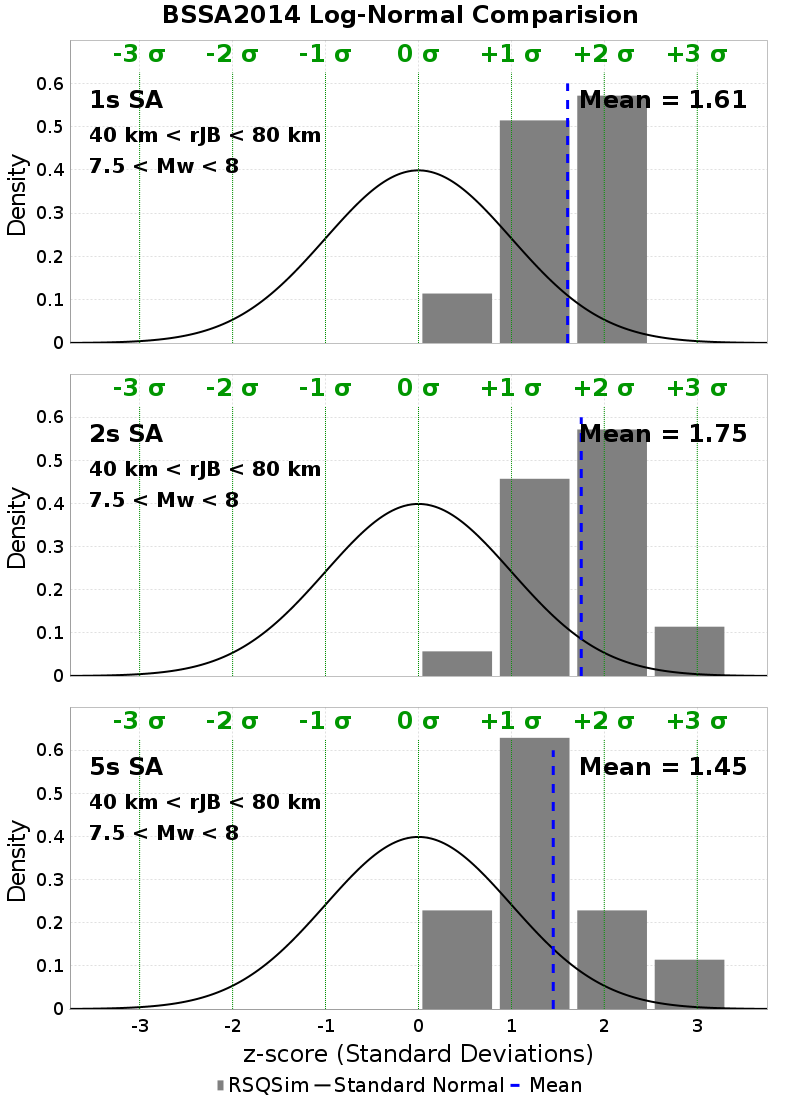 BSSA2014 Log-Normal Comparision
-3 σ -2 σ -1 σ 0 σ +1 σ +2 σ +3 σ
1s SA
Mean = 1.61
40 km < rJB < 80 km
7.5 < Mw < 8
0.6
0.5
0.4
0.3
0.2
0.1
0
Density
-3 σ -2 σ -1 σ 0 σ +1 σ +2 σ +3 σ
2s SA
Mean = 1.75
40 km < rJB < 80 km
7.5 < Mw < 8
0.6
0.5
0.4
0.3
0.2
0.1
0
Density
-3 σ -2 σ -1 σ 0 σ +1 σ +2 σ +3 σ
5s SA
Mean = 1.45
40 km < rJB < 80 km
7.5 < Mw < 8
0.6
0.5
0.4
0.3
0.2
0.1
0
Density
-3 -2 -1 0 1 2 3
z-score (Standard Deviations)
RSQSim Standard Normal Mean